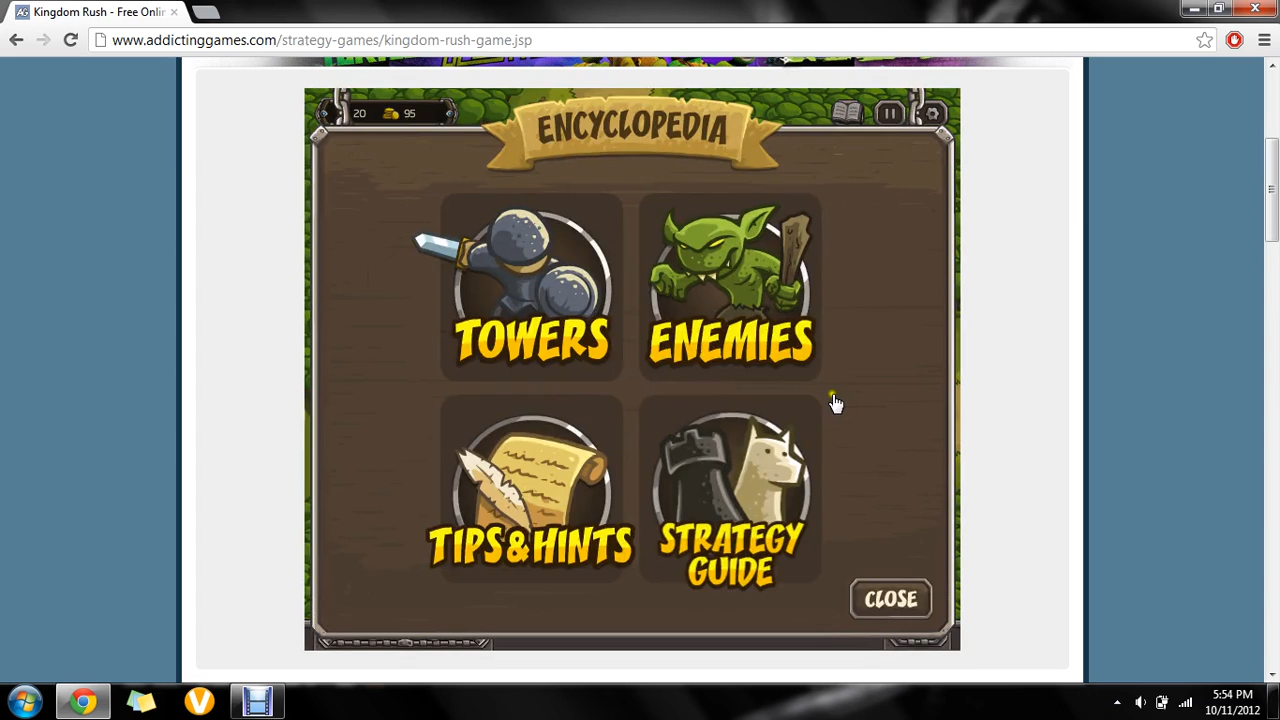 Kingdom Rush - Free Onlin
www.addictinggames.com/strategy-games/kingdom-rush-game.jsp
20 95
ENCYCLOPEDIA
TOWERS
ENEMIES
TIPS&HINTS
STRATEGY
GUIDE
CLOSE
5:54 PM
10/11/2012